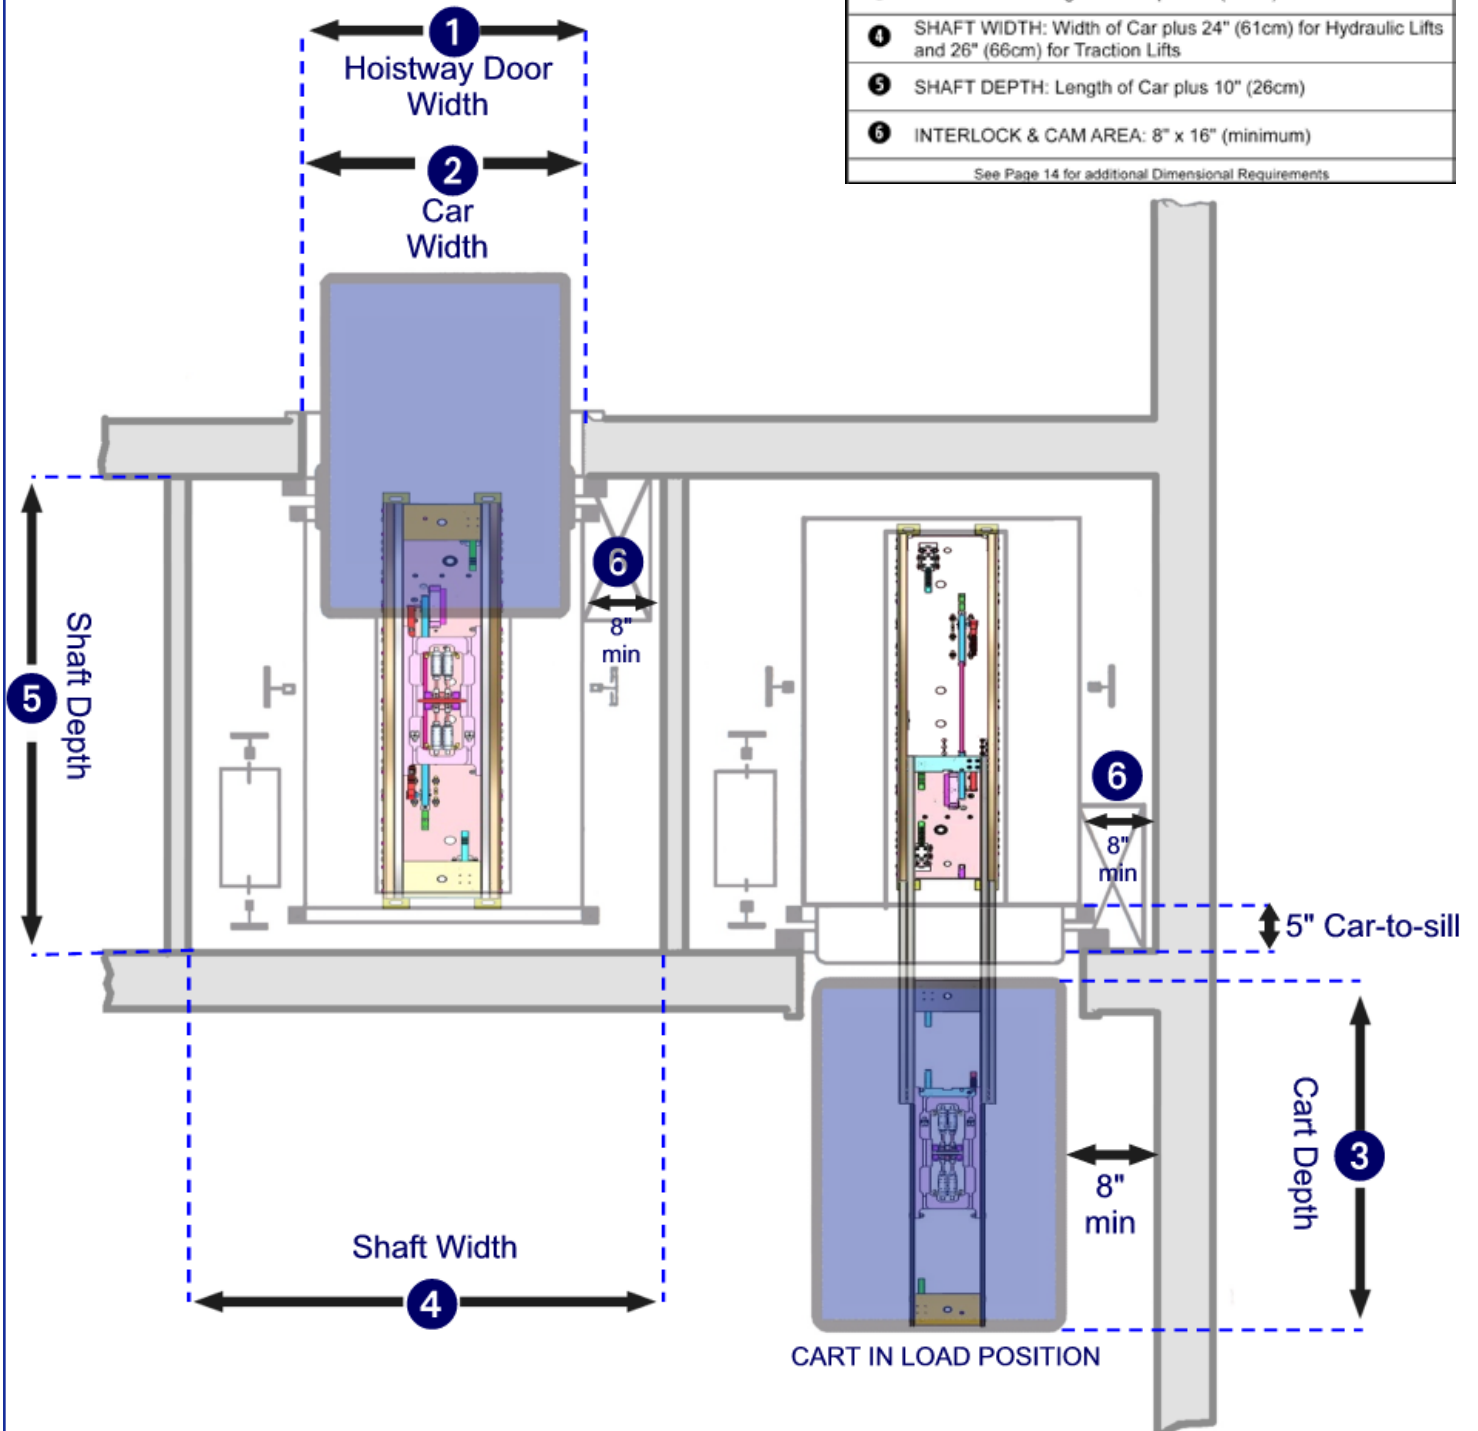 1
Hoistway Door
Width
2
Car
Width
4 SHAFT WIDTH: Width of Car plus 24" (61cm) for Hydraulic Lifts
and 26" (66cm) for Traction Lifts
5 SHAFT DEPTH: Length of Car plus 10" (26cm)
6 INTERLOCK & CAM AREA: 8" x 16" (minimum)
See Page 14 for additional Dimensional Requirements
6
8"
min
5
Shaft Depth
6
8"
min
5" Car-to-sill
3
Cart Depth
8"
min
Shaft Width
4
CART IN LOAD POSITION